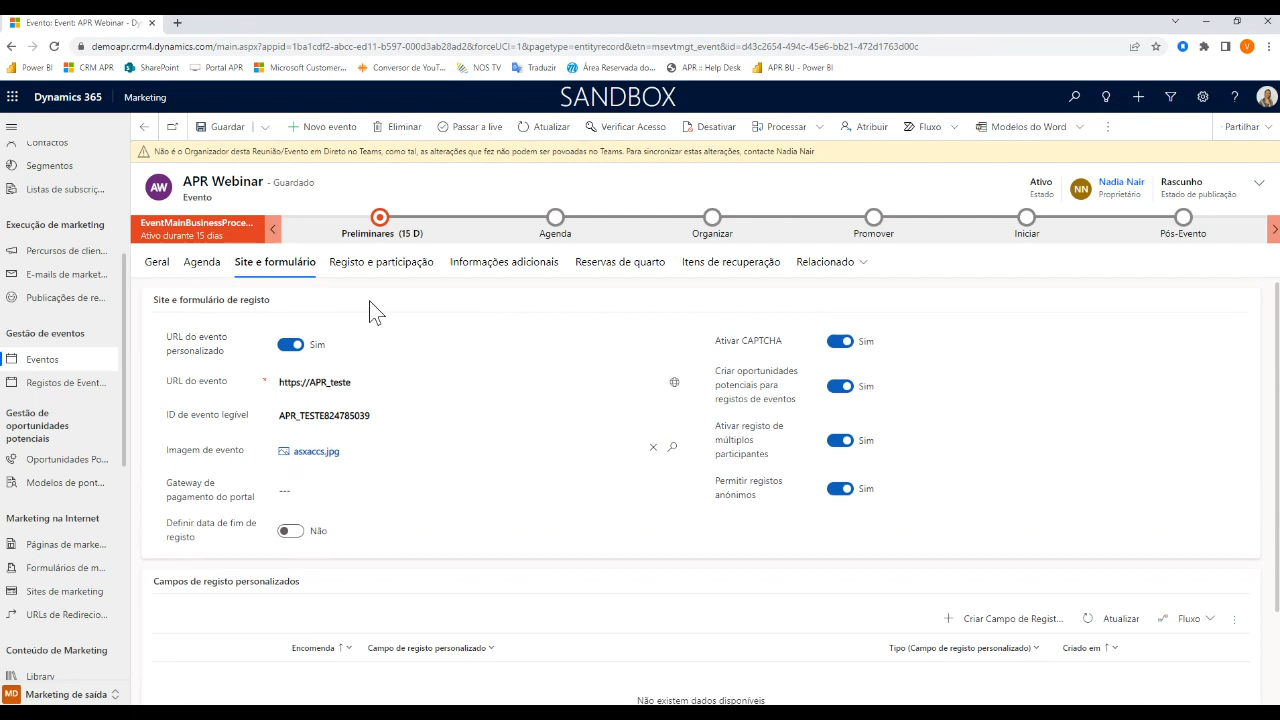 Evento: Event: APR Webinar - Dy
demoapr.crm4.dynamics.com/main.aspx?appid=1ba1cdf2-abcc-ed11-b597-000d3ab28ad2&forceUCI=1&pagetype=entityrecord&etn=msevtmgt_event&id=d43c2654-494c-45e6-bb21-472d1763d00c
Power BI
CRM APR
SharePoint
Portal APR
Microsoft Customer...
Conversor de YouT...
NOS TV
Traduzir
Área Reservada do...
APR :: Help Desk
APR BU - Power BI
V
Dynamics 365
Marketing
SANDBOX
Guardar
Novo evento
Eliminar
Passar a live
Atualizar
Verificar Acesso
Desativar
Processar
Atribuir
Fluxo
Modelos do Word
Partilhar
Não é o Organizador desta Reunião/Evento em Direto no Teams, como tal, as alterações que fez não podem ser povoadas no Teams. Para sincronizar estas alterações, contacte Nadia Nair
AW
APR Webinar - Guardado
Evento
Ativo
Estado
NN
Nadia Nair
Proprietário
Rascunho
Estado de publicação
EventMainBusinessProce...
Ativo durante 15 dias
Preliminares (15 D)
Agenda
Organizar
Promover
Iniciar
Pós-Evento
Geral
Agenda
Site e formulário
Registo e participação
Informações adicionais
Reservas de quarto
Itens de recuperação
Relacionado
Contactos
Segmentos
Listas de subscriç...
Execução de marketing
Percursos de clien...
E-mails de market...
Publicações de re...
Gestão de eventos
Eventos
Registos de Event...
Gestão de
oportunidades
potenciais
Oportunidades Po...
Modelos de pont...
Marketing na Internet
Páginas de marke...
Formulários de m...
Sites de marketing
URLs de Redirecio...
Conteúdo de Marketing
Library
MD
Marketing de saída
Site e formulário de registo
URL do evento
personalizado
Sim
URL do evento
*
https://APR_teste
ID de evento legível
APR_TESTE824785039
Imagem de evento
asxaccs.jpg
Gateway de
pagamento do portal
---
Definir data de fim de
registo
Não
Ativar CAPTCHA
Sim
Criar oportunidades
potenciais para
registos de eventos
Sim
Ativar registo de
múltiplos
participantes
Sim
Permitir registos
anónimos
Sim
Campos de registo personalizados
Criar Campo de Regist...
Atualizar
Fluxo
Encomenda
Campo de registo personalizado
Tipo (Campo de registo personalizado)
Criado em
Não existem dados disponíveis